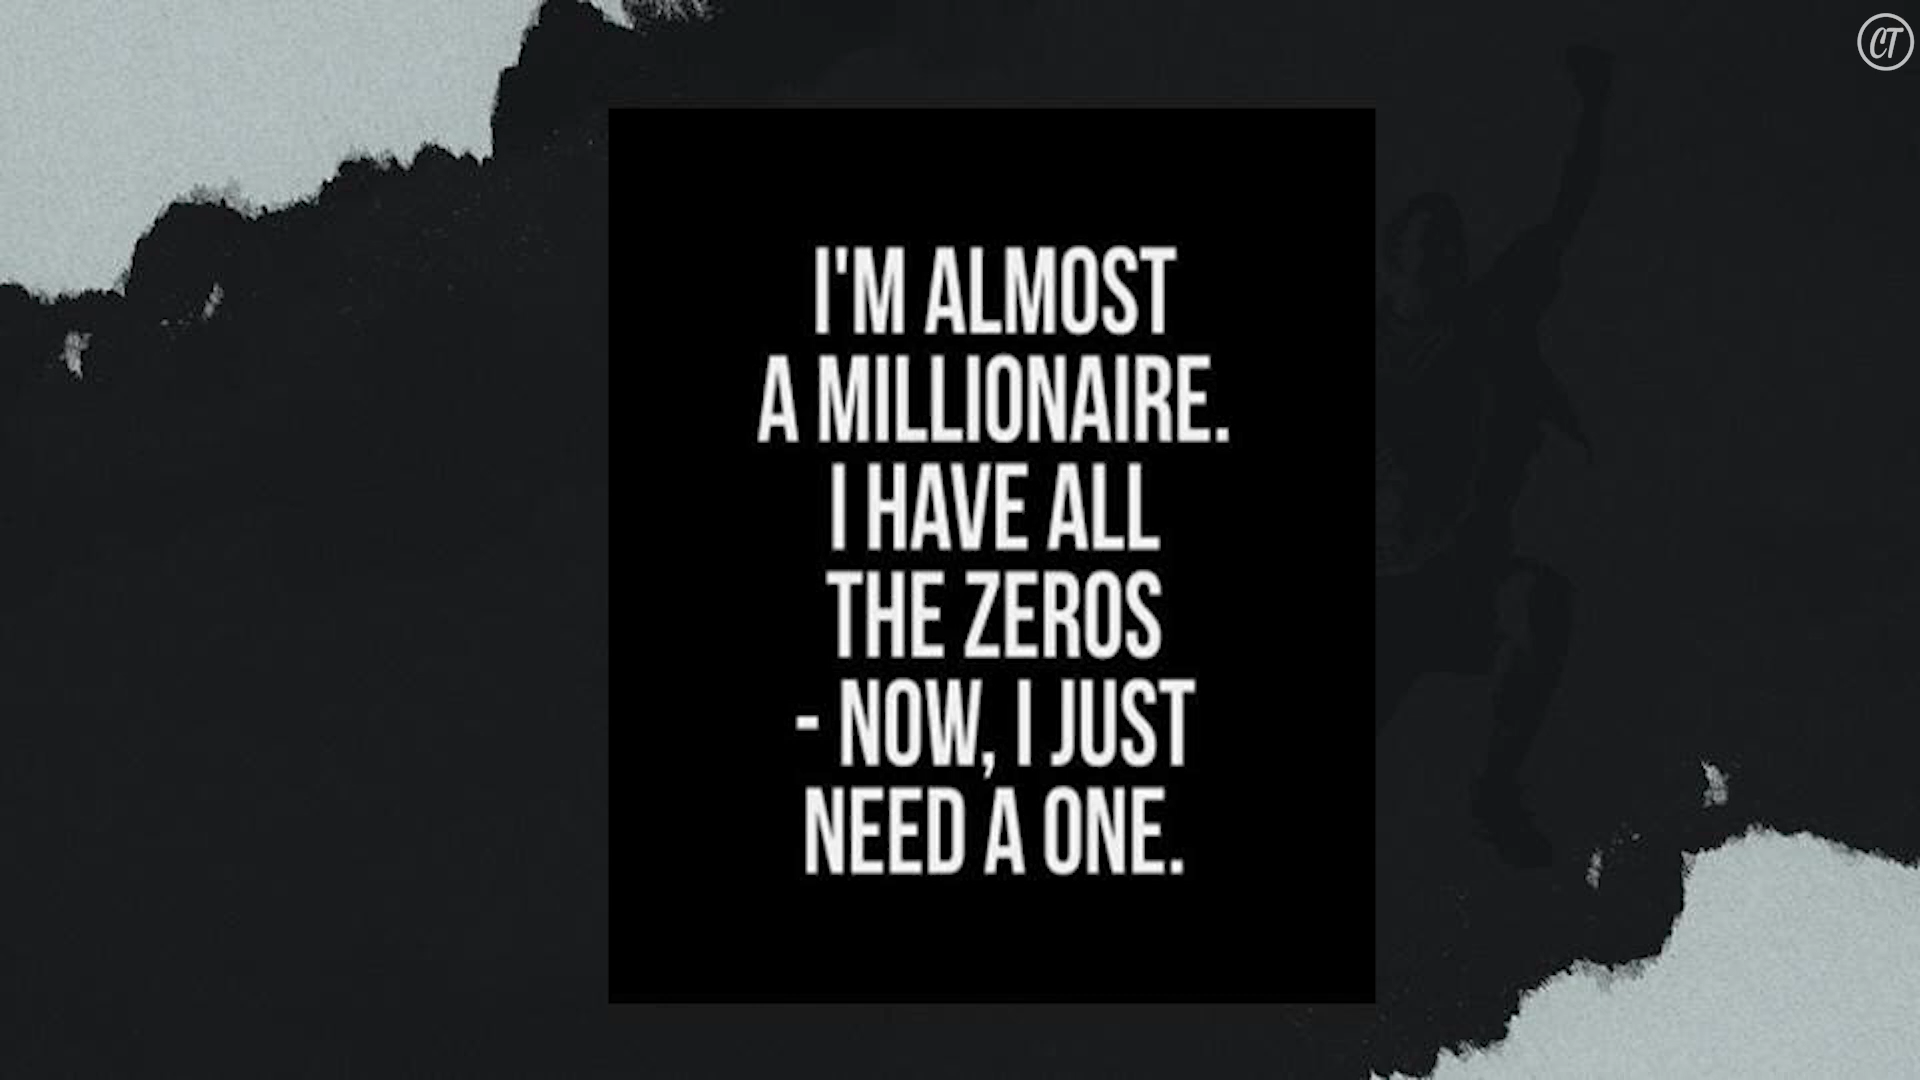 CT
I'M ALMOST
A MILLIONAIRE.
I HAVE ALL
THE ZEROS
- NOW, I JUST
NEED A ONE.